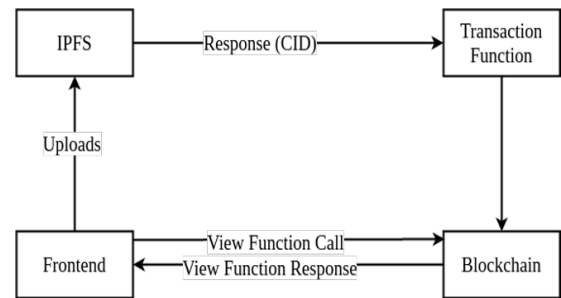 IPFS
Response (CID)
Transaction
Function
Uploads
Frontend
View Function Call
View Function Response
Blockchain